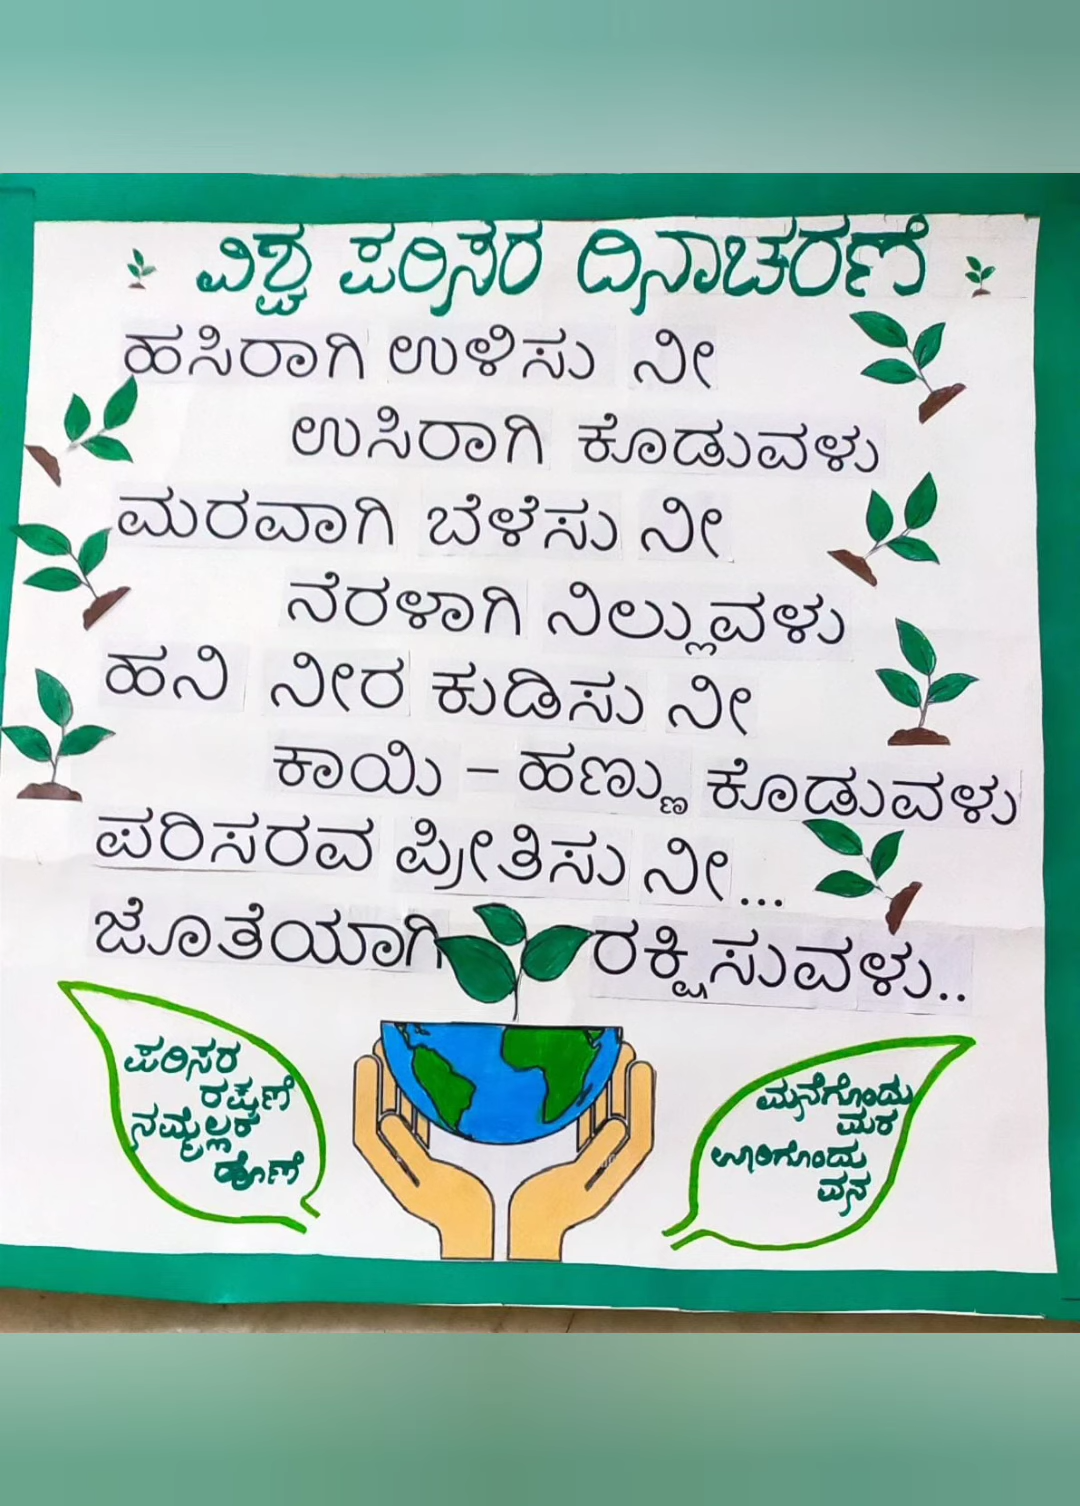 ವಿಶ್ವ ಪರಿಸರ ದಿನಾಚರಣೆ
ಹಸಿರಾಗಿ ಉಳಿಸು ನೀ
ಉಸಿರಾಗಿ ಕೊಡುವಳು
ಮರವಾಗಿ ಬೆಳೆಸು ನೀ
ನೆರಳಾಗಿ ನಿಲ್ಲುವಳು
ಹನಿ ನೀರ ಕುಡಿಸು ನೀ
ಕಾಯಿ - ಹಣ್ಣು ಕೊಡುವಳು
ಪರಿಸರವ ಪ್ರೀತಿಸು ನೀ...
ಜೊತೆಯಾಗಿ ರಕ್ಷಿಸುವಳು..
ಪರಿಸರ
ರಕ್ಷಣೆ
ನಮ್ಮೆಲ್ಲರ
ಹೊಣೆ
ಮನೆಗೊಂದು
ಮರ
ಊರಿಗೊಂದು
ವನ